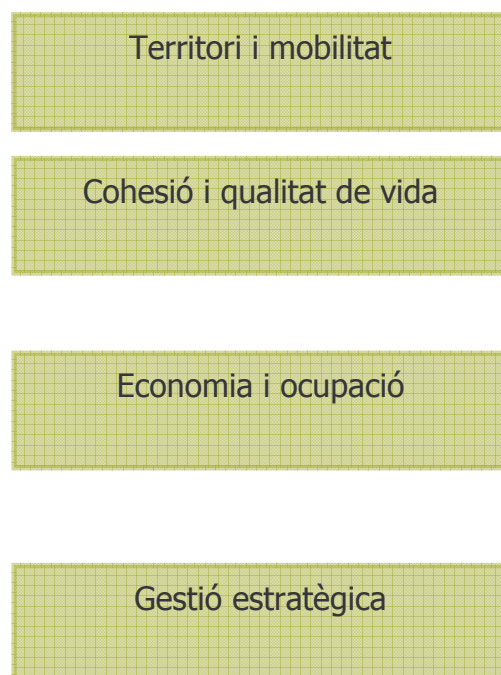 Territori i mobilitat
Cohesió i qualitat de vida
Economia i ocupació
Gestió estratègica